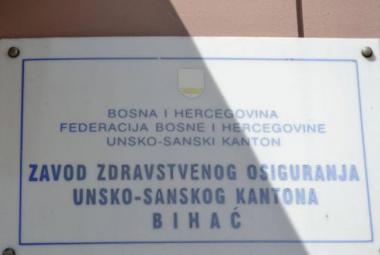 BOSNA I HERCEGOVINA
FEDERACIJA BOSNE I HERCEGOVINE
UNSKO-SANSKI KANTON
ZAVOD ZDRAVSTVENOG OSIGURANJA
UNSKO-SANSKOG KANTONA
BIHAĆ